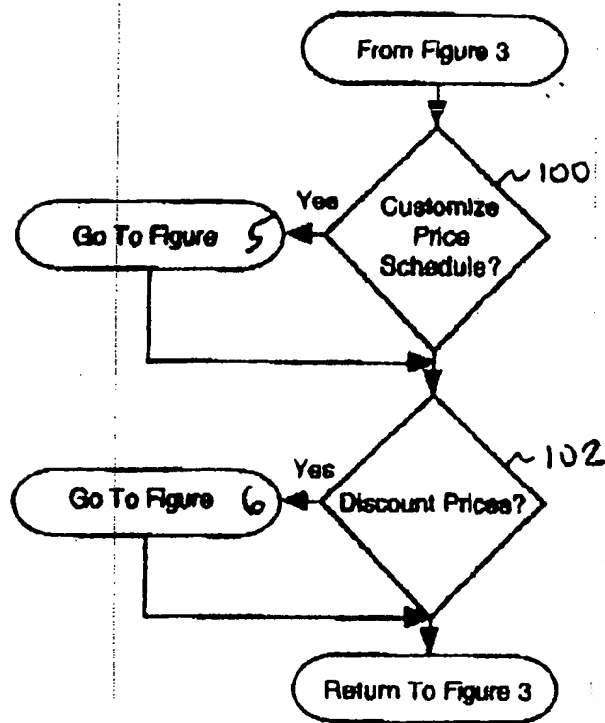 From Figure 3
100
Customize
Price
Schedule?
Yes
Go To Figure 5
102
Discount Prices?
Yes
Go To Figure 6
Return To Figure 3